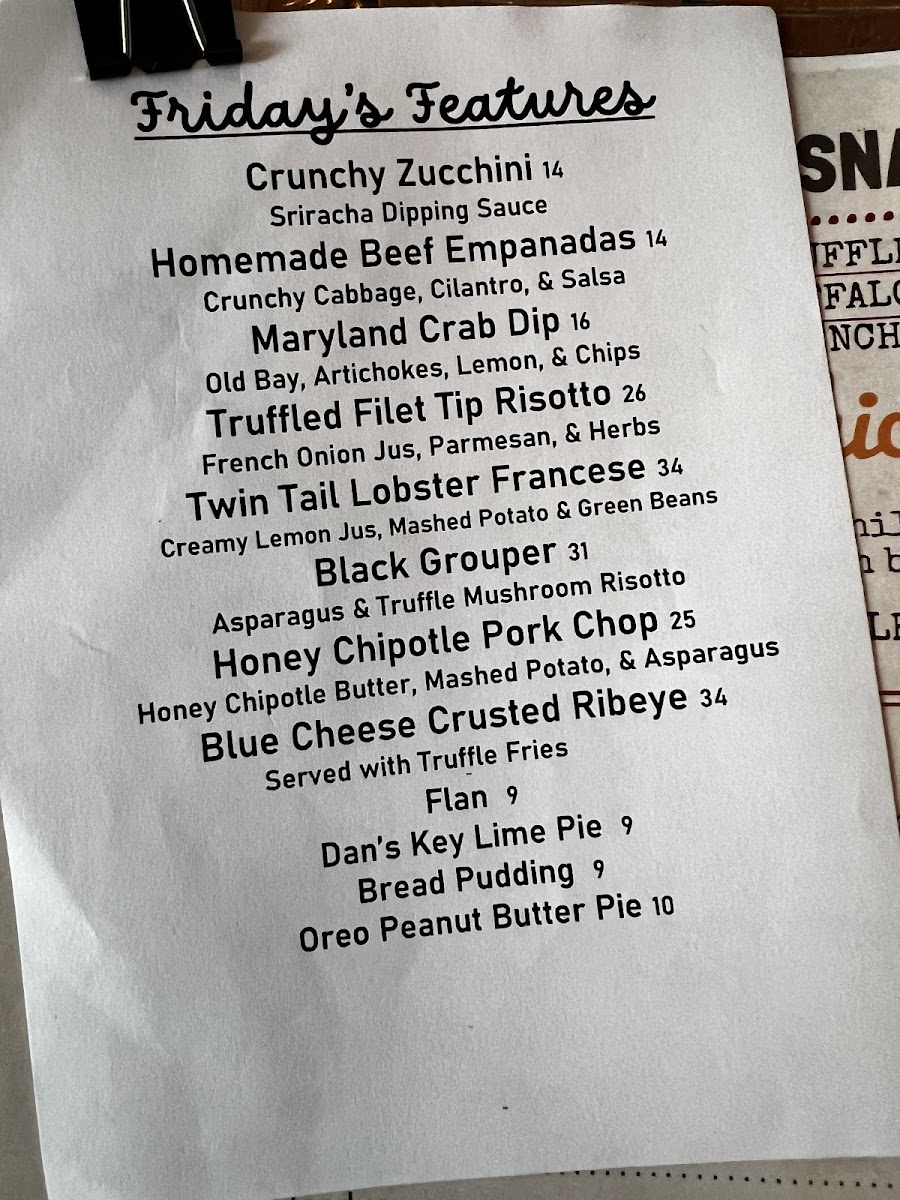 Friday's Features
Crunchy Zucchini 14
Sriracha Dipping Sauce
Homemade Beef Empanadas 14
Crunchy Cabbage, Cilantro, & Salsa
Maryland Crab Dip 16
Old Bay, Artichokes, Lemon, & Chips
Truffled Filet Tip Risotto 26
French Onion Jus, Parmesan, & Herbs
Twin Tail Lobster Francese 34
Creamy Lemon Jus, Mashed Potato & Green Beans
Black Grouper 31
Asparagus & Truffle Mushroom Risotto
Honey Chipotle Pork Chop 25
Honey Chipotle Butter, Mashed Potato, & Asparagus
Blue Cheese Crusted Ribeye 34
Served with Truffle Fries
Flan 9
Dan's Key Lime Pie 9
Bread Pudding 9
Oreo Peanut Butter Pie 10